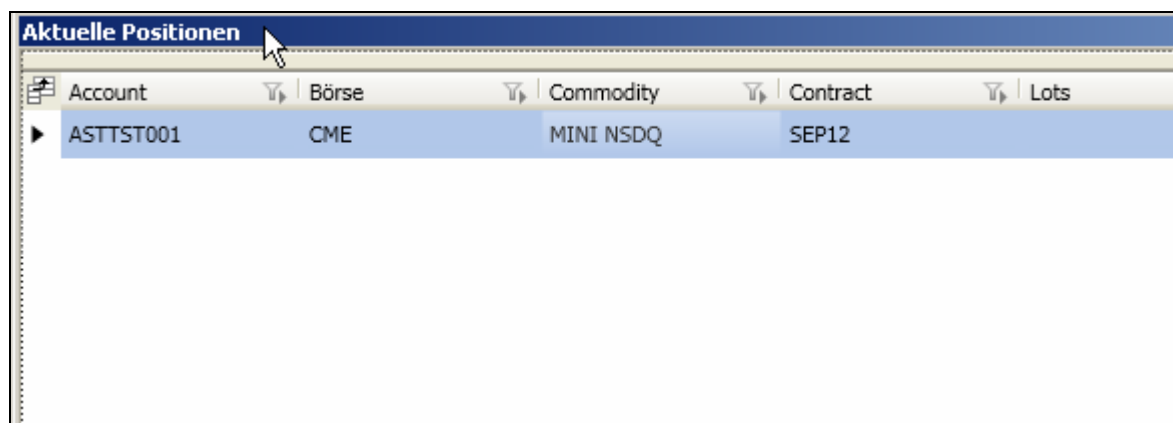 Aktuelle Positionen
Account Börse Commodity Contract Lots
ASTTST001 CME MINI NSDQ SEP12